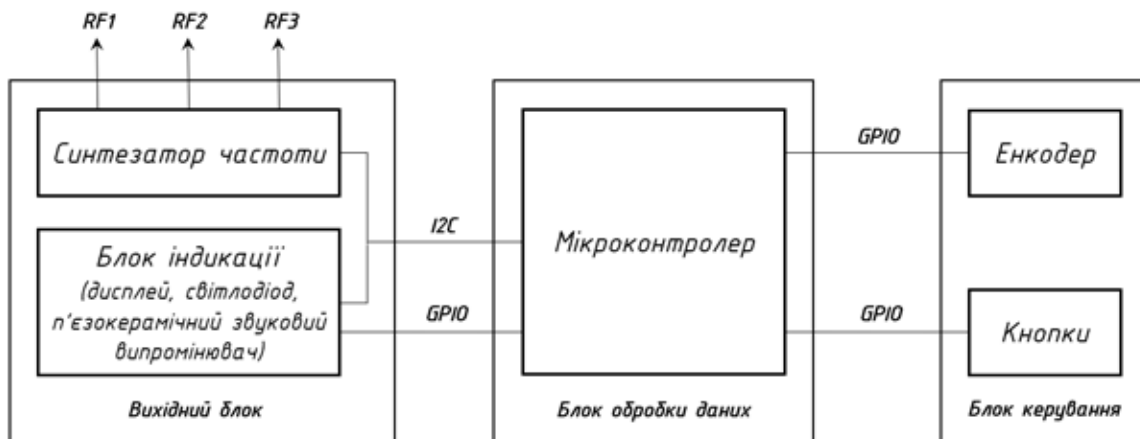 RF1 RF2 RF3
Синтезатор частоти
Блок індикації
(дисплей, світлодіод,
п'єзокерамічний звуковий
випромінювач)
Вихідний блок
I2C
GPIO
Мікроконтролер
Блок обробки даних
GPIO
GPIO
Енкодер
Кнопки
Блок керування